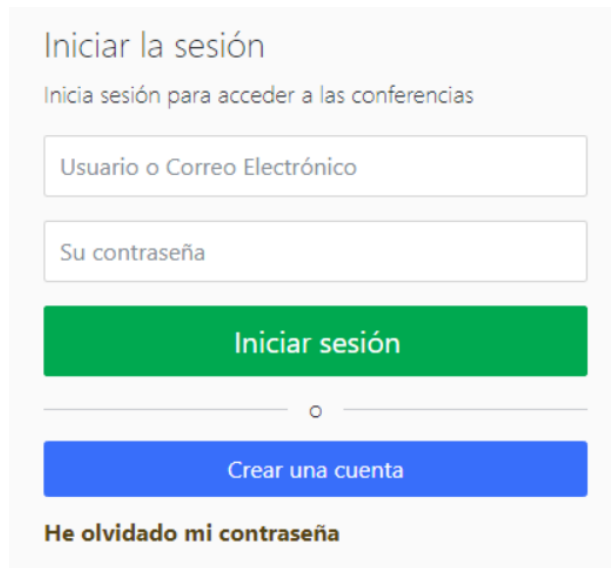 Iniciar la sesión
Inicia sesión para acceder a las conferencias
Usuario o Correo Electrónico
Su contraseña
Iniciar sesión
o
Crear una cuenta
He olvidado mi contraseña